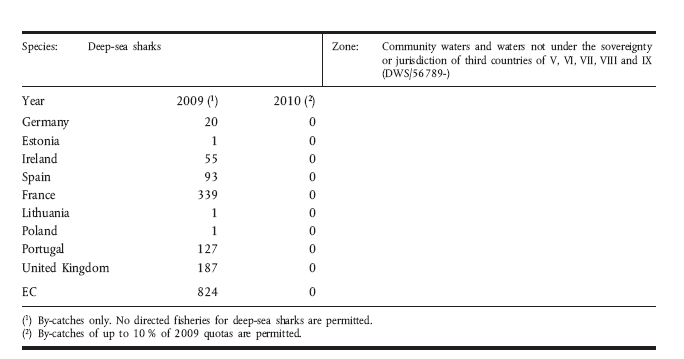 Species: Deep-sea sharks
Zone: Community waters and waters not under the sovereignty
or jurisdiction of third countries of V, VI, VII, VIII and IX
(DWS/56789-)
Year 2009 (¹) 2010 (²)
Germany 20 0
Estonia 1 0
Ireland 55 0
Spain 93 0
France 339 0
Lithuania 1 0
Poland 1 0
Portugal 127 0
United Kingdom 187 0
EC 824 0
(¹) By-catches only. No directed fisheries for deep-sea sharks are permitted.
(²) By-catches of up to 10 % of 2009 quotas are permitted.